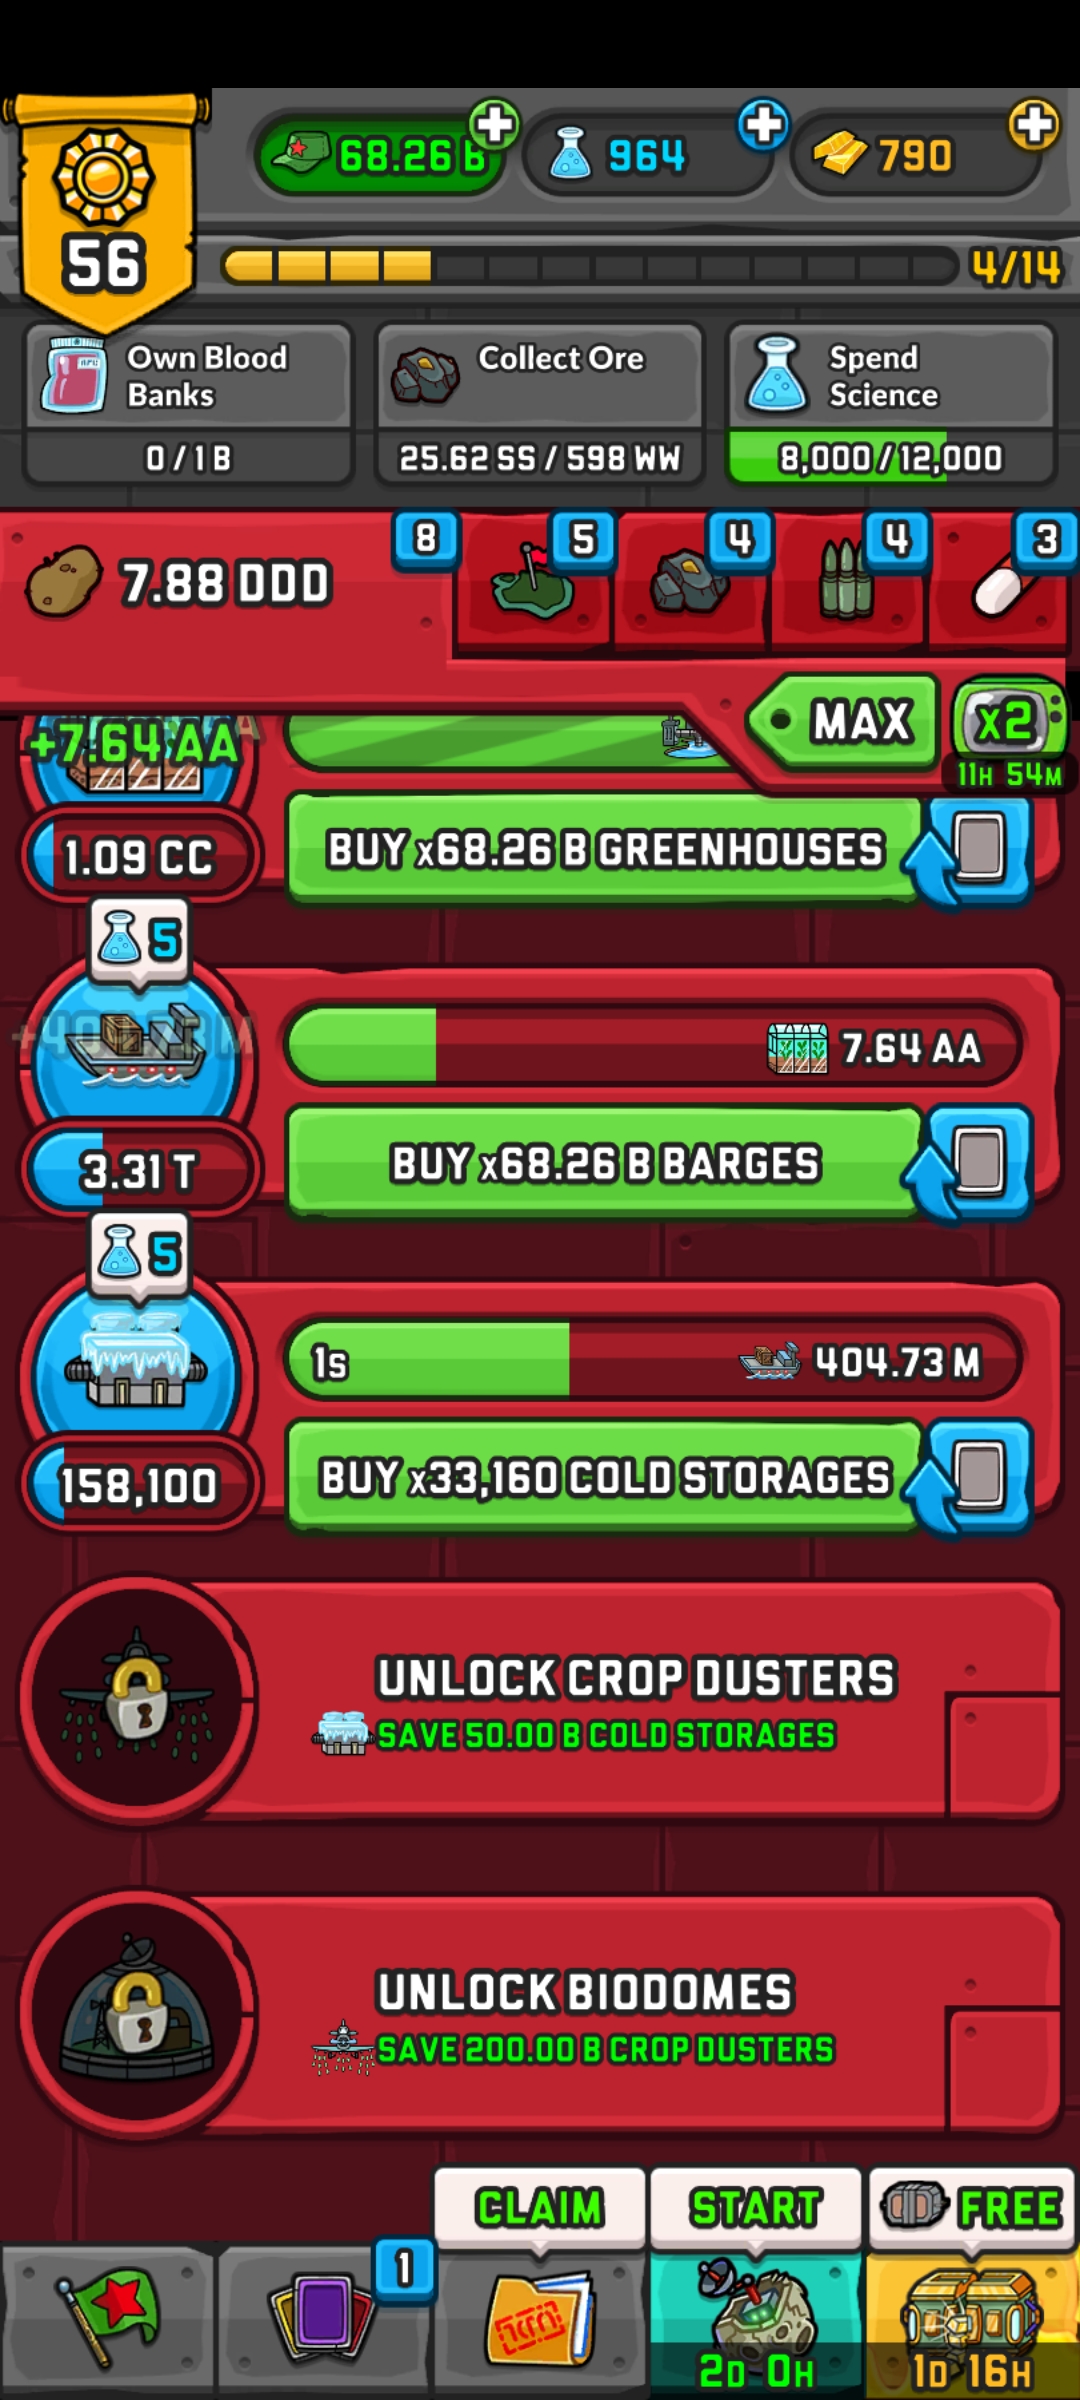 68.26 B
964
790
56
4/14
Own Blood
Banks
0 / 1 B
Collect Ore
25.62 SS / 598 WW
Spend
Science
8,000 / 12,000
7.88 DDD
8
5
4
4
3
MAX
x2
11H 54M
+7.64 AA
1.09 CC
BUY x68.26 B GREENHOUSES
5
7.64 AA
3.31 T
BUY x68.26 B BARGES
5
1s
404.73 M
158,100
BUY x33,160 COLD STORAGES
UNLOCK CROP DUSTERS
SAVE 50.00 B COLD STORAGES
UNLOCK BIODOMES
SAVE 200.00 B CROP DUSTERS
CLAIM
START
FREE
1
2D 0H
1D 16H